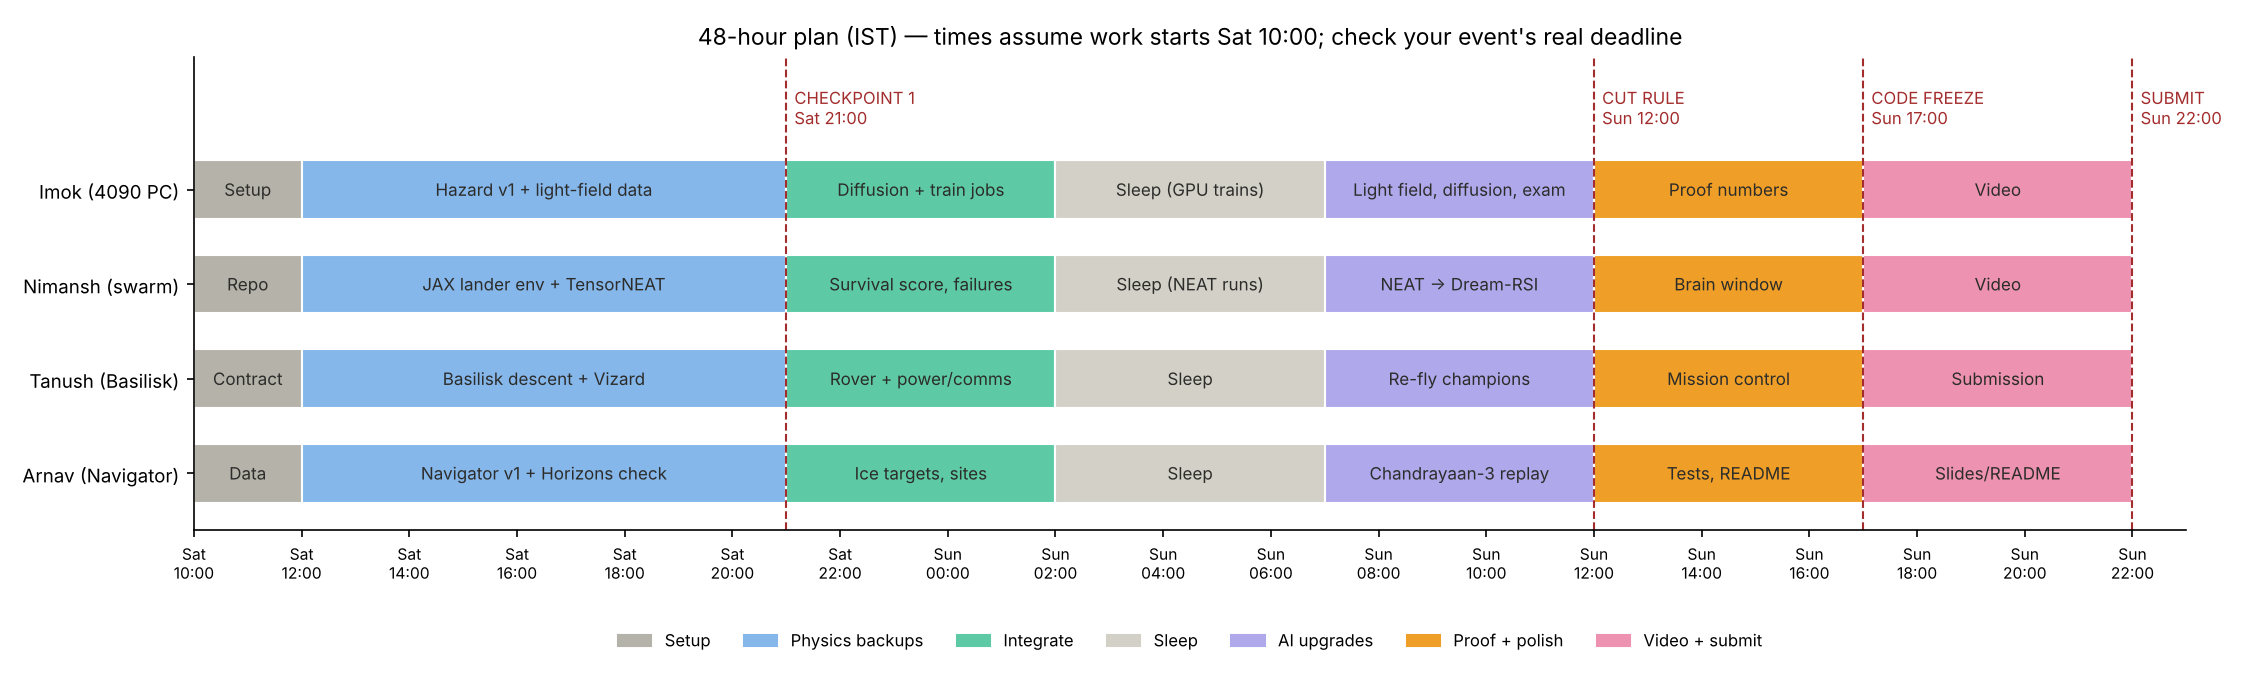 48-hour plan (IST) — times assume work starts Sat 10:00; check your event's real deadline
CHECKPOINT 1
Sat 21:00
CUT RULE
Sun 12:00
CODE FREEZE
Sun 17:00
SUBMIT
Sun 22:00
Imok (4090 PC)
Setup
Hazard v1 + light-field data
Diffusion + train jobs
Sleep (GPU trains)
Light field, diffusion, exam
Proof numbers
Video
Nimansh (swarm)
Repo
JAX lander env + TensorNEAT
Survival score, failures
Sleep (NEAT runs)
NEAT → Dream-RSI
Brain window
Video
Tanush (Basilisk)
Contract
Basilisk descent + Vizard
Rover + power/comms
Sleep
Re-fly champions
Mission control
Submission
Arnav (Navigator)
Data
Navigator v1 + Horizons check
Ice targets, sites
Sleep
Chandrayaan-3 replay
Tests, README
Slides/README
Sat
10:00
Sat
12:00
Sat
14:00
Sat
16:00
Sat
18:00
Sat
20:00
Sat
22:00
Sun
00:00
Sun
02:00
Sun
04:00
Sun
06:00
Sun
08:00
Sun
10:00
Sun
12:00
Sun
14:00
Sun
16:00
Sun
18:00
Sun
20:00
Sun
22:00
Setup
Physics backups
Integrate
Sleep
AI upgrades
Proof + polish
Video + submit